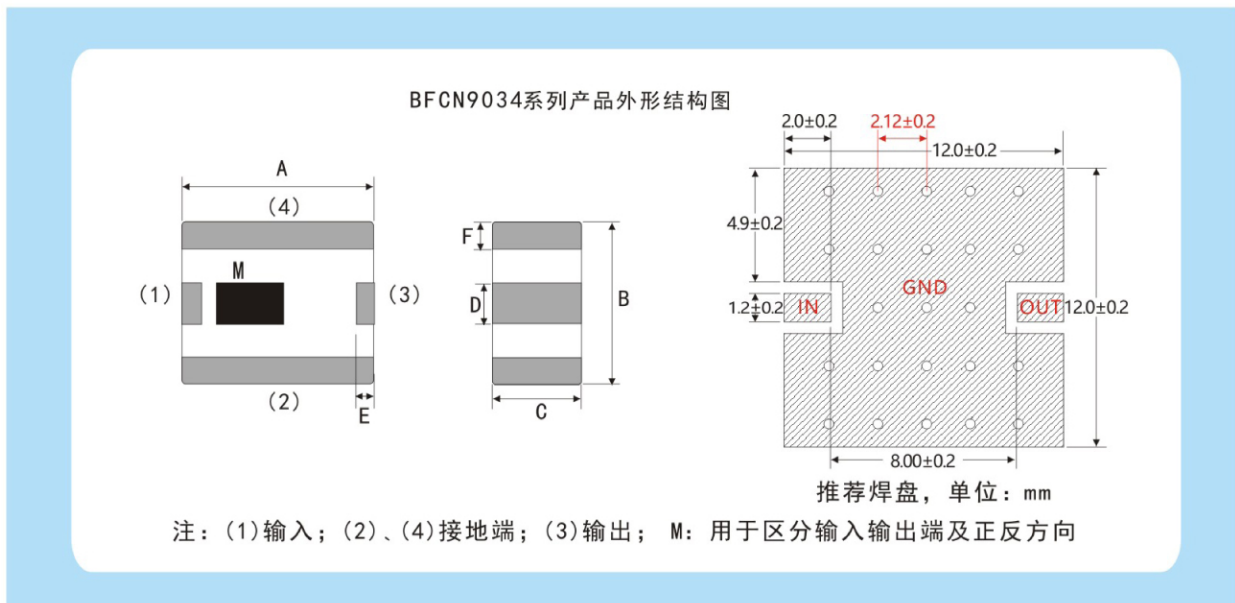 BFCN9034系列产品外形结构图
A
(4)
M
(1)
(3)
(2)
E
F
D
B
C
2.0±0.2
2.12±0.2
12.0±0.2
4.9±0.2
GND
1.2±0.2
IN
OUT
12.0±0.2
8.00±0.2
推荐焊盘，单位：mm
注：(1)输入；(2)、(4)接地端；(3)输出； M：用于区分输入输出端及正反方向